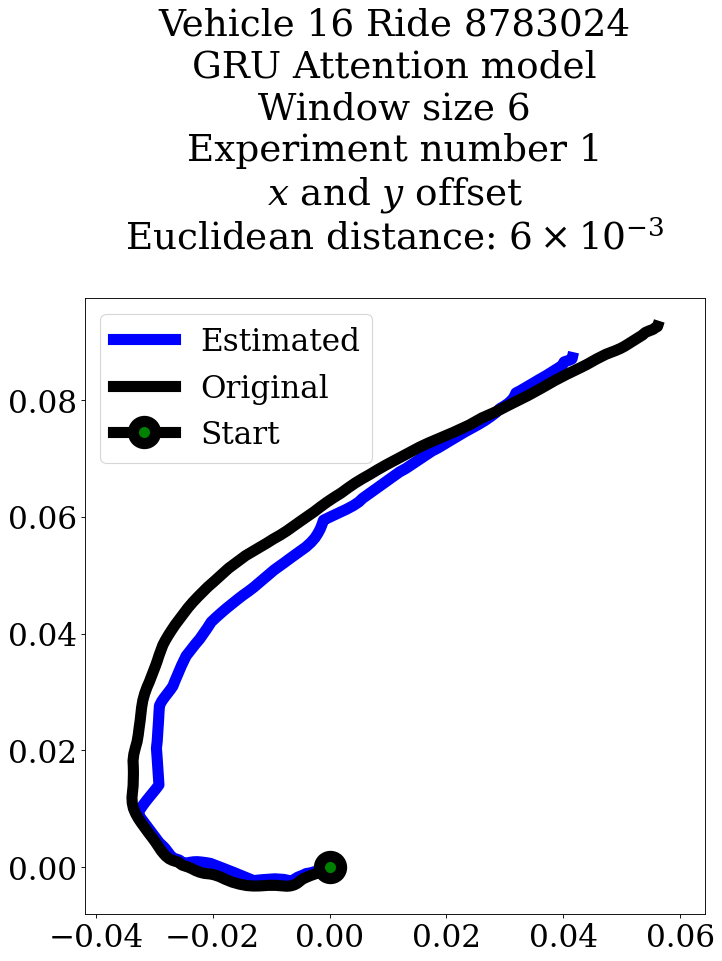 Vehicle 16 Ride 8783024
GRU Attention model
Window size 6
Experiment number 1
x and y offset
Euclidean distance: 6 × 10⁻³
Estimated
Original
Start
0.08
0.06
0.04
0.02
0.00
−0.04 −0.02 0.00 0.02 0.04 0.06